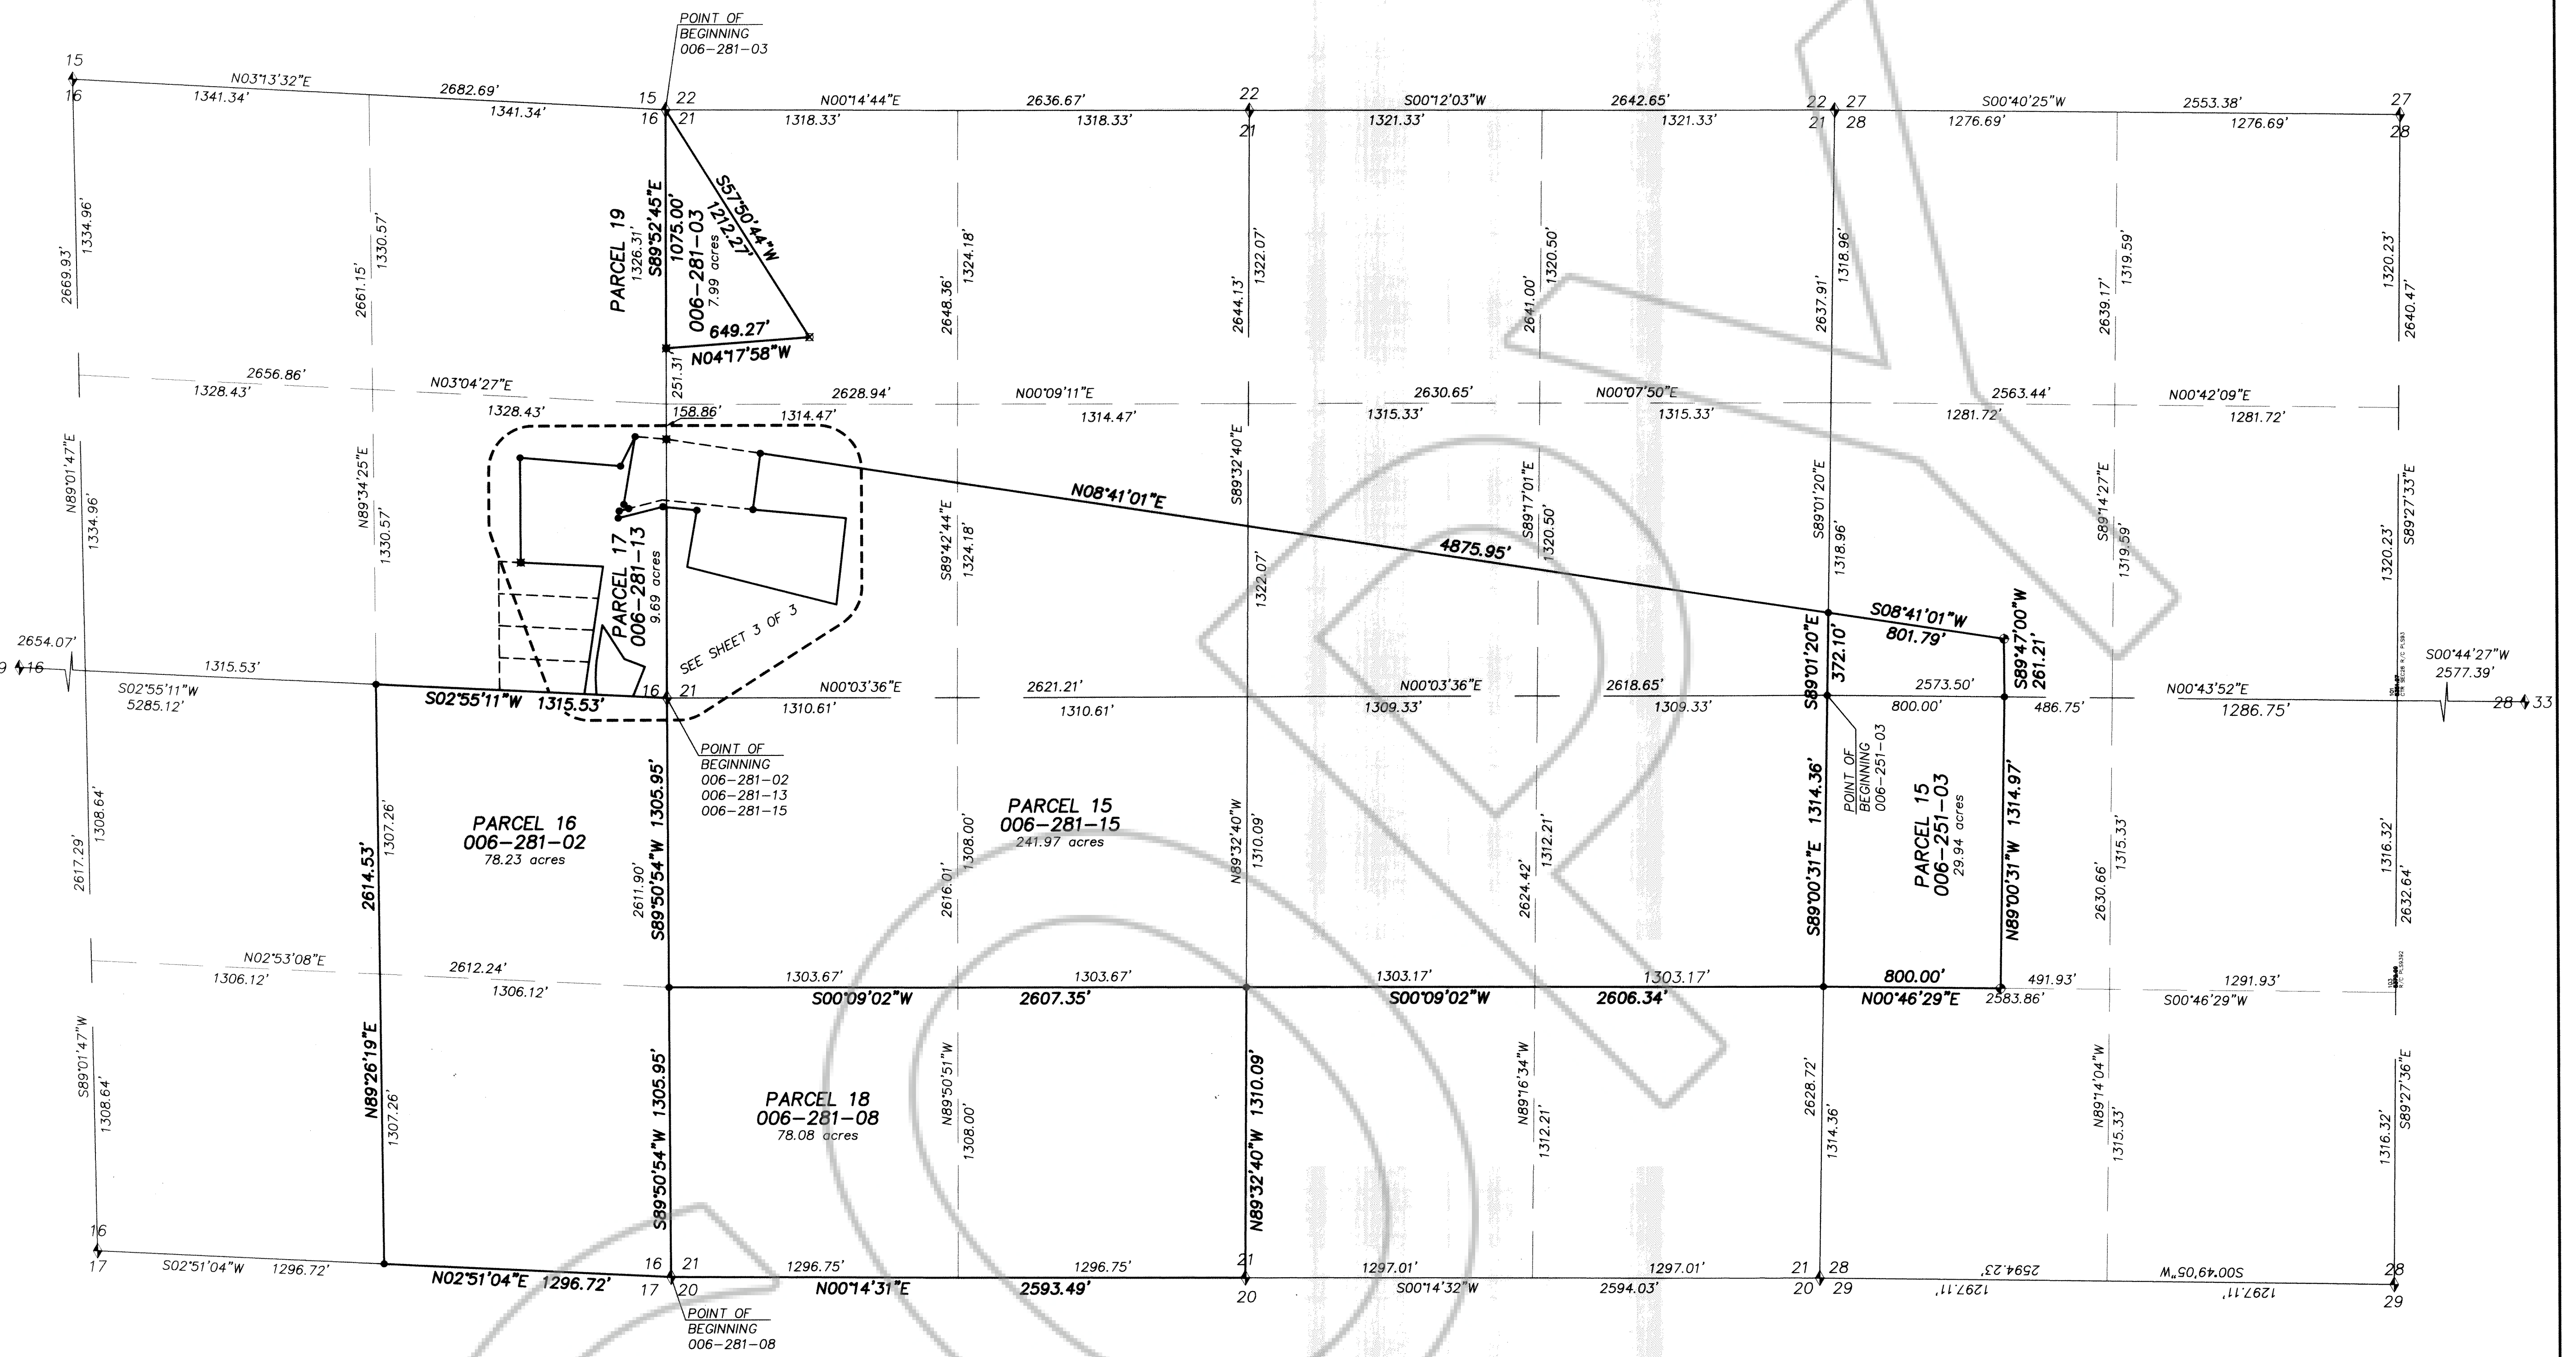 POINT OF
BEGINNING
006-281-03
15
16
N03°13'32"E
1341.34'
2682.69'
1341.34'
15 22
16 21
N00°14'44"E
1318.33'
2636.67'
1318.33'
22
21
S00°12'03"W
1321.33'
2642.65'
1321.33'
22 27
21 28
S00°40'25"W
1276.69'
2553.38'
1276.69'
27
28
2669.93'
1334.96'
2661.15'
1330.57'
PARCEL 19
1326.31'
S89°52'45"E
1075.00'
006-281-03
7.99 acres
S57°50'44"W
1212.27'
649.27'
N04°17'58"W
251.31'
2648.36'
1324.18'
2644.13'
1322.07'
2641.00'
1320.50'
2637.91'
1318.96'
2639.17'
1319.59'
1320.23'
2640.47'
2656.86'
1328.43'
N03°04'27"E
1328.43'
158.86'
1314.47'
2628.94'
N00°09'11"E
1314.47'
2630.65'
1315.33'
N00°07'50"E
1315.33'
2563.44'
1281.72'
N00°42'09"E
1281.72'
N89°01'47"E
1334.96'
N89°34'25"E
1330.57'
PARCEL 17
006-281-13
9.69 acres
SEE SHEET 3 OF 3
S89°42'44"E
1324.18'
S89°32'40"E
1322.07'
N08°41'01"E
4875.95'
S89°17'01"E
1320.50'
S89°01'20"E
1318.96'
S89°14'27"E
1319.59'
1320.23'
S89°27'33"E
S08°41'01"W
801.79'
S89°47'00"W
261.21'
S89°01'20"E
372.10'
2654.07'
9 16
1315.53'
S02°55'11"W
5285.12'
S02°55'11"W 1315.53'
16 21
N00°03'36"E
1310.61'
2621.21'
1310.61'
N00°03'36"E
1309.33'
2618.65'
1309.33'
2573.50'
800.00'
486.75'
N00°43'52"E
1286.75'
S00°44'27"W
2577.39'
28 33
POINT OF
BEGINNING
006-281-02
006-281-13
006-281-15
POINT OF
BEGINNING
006-251-03
2617.29'
1308.64'
2614.53'
1307.26'
PARCEL 16
006-281-02
78.23 acres
2611.90'
S89°50'54"W 1305.95'
PARCEL 15
006-281-15
241.97 acres
2616.01'
1308.00'
N89°32'40"W
1310.09'
2624.42'
1312.21'
S89°00'31"E 1314.36'
PARCEL 15
006-251-03
29.94 acres
N89°00'31"W 1314.97'
2630.66'
1315.33'
1316.32'
2632.64'
N02°53'08"E
1306.12'
2612.24'
1306.12'
1303.67'
S00°09'02"W
1303.67'
2607.35'
1303.17'
S00°09'02"W
1303.17'
2606.34'
800.00'
N00°46'29"E
491.93'
2583.86'
1291.93'
S00°46'29"W
S89°01'47"W
1308.64'
N89°26'19"E
1307.26'
S89°50'54"W 1305.95'
PARCEL 18
006-281-08
78.08 acres
N89°50'51"W
1308.00'
N89°32'40"W 1310.09'
N89°16'34"W
1312.21'
2628.72'
1314.36'
N89°14'04"W
1315.33'
1316.32'
S89°27'36"E
16
17
S02°51'04"W 1296.72'
N02°51'04"E 1296.72'
16 21
17 20
1296.75'
N00°14'31"E
1296.75'
2593.49'
21
20
1297.01'
S00°14'32"W
1297.01'
2594.03'
21 28
20 29
2594.23'
1297.11'
S00°49'05"W
1297.11'
28
29
POINT OF
BEGINNING
006-281-08
COPY